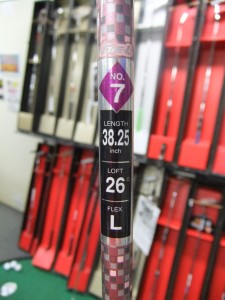 NO.
7
LENGTH
38.25
inch
LOFT
26°
FLEX
L